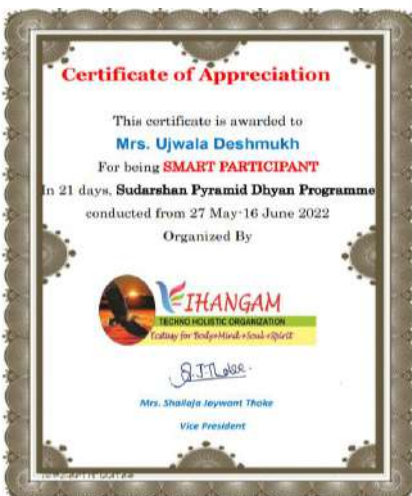 Certificate of Appreciation
This certificate is awarded to
Mrs. Ujwala Deshmukh
For being SMART PARTICIPANT
In 21 days, Sudarshan Pyramid Dhyan Programme
conducted from 27 May-16 June 2022
Organized By
VIHANGAM
TECHNO HOLISTIC ORGANIZATION
Ecstasy for Body+Mind+Soul+Spirit
S.J.Thoke.
Mrs. Shailaja Jaywant Thoke
Vice President